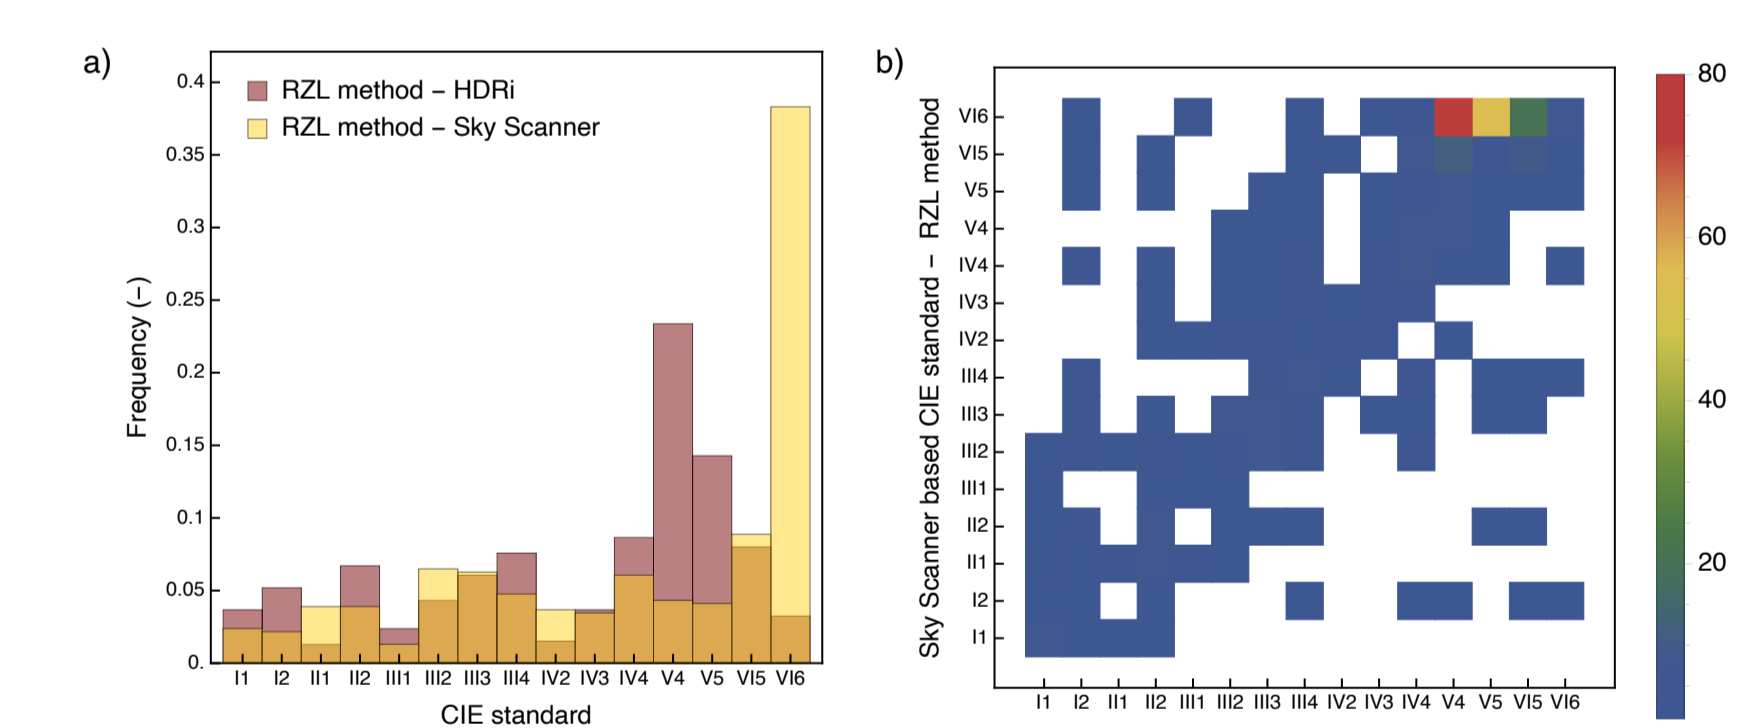 a)
RZL method – HDRi
RZL method – Sky Scanner
Frequency (–)
0.4
0.35
0.3
0.25
0.2
0.15
0.1
0.05
0.
I1 I2 II1 II2 III1 III2 III3 III4 IV2 IV3 IV4 V4 V5 VI5 VI6
CIE standard
b)
Sky Scanner based CIE standard – RZL method
VI6
VI5
V5
V4
IV4
IV3
IV2
III4
III3
III2
III1
II2
II1
I2
I1
I1 I2 II1 II2 III1 III2 III3 III4 IV2 IV3 IV4 V4 V5 VI5 VI6
80
60
40
20